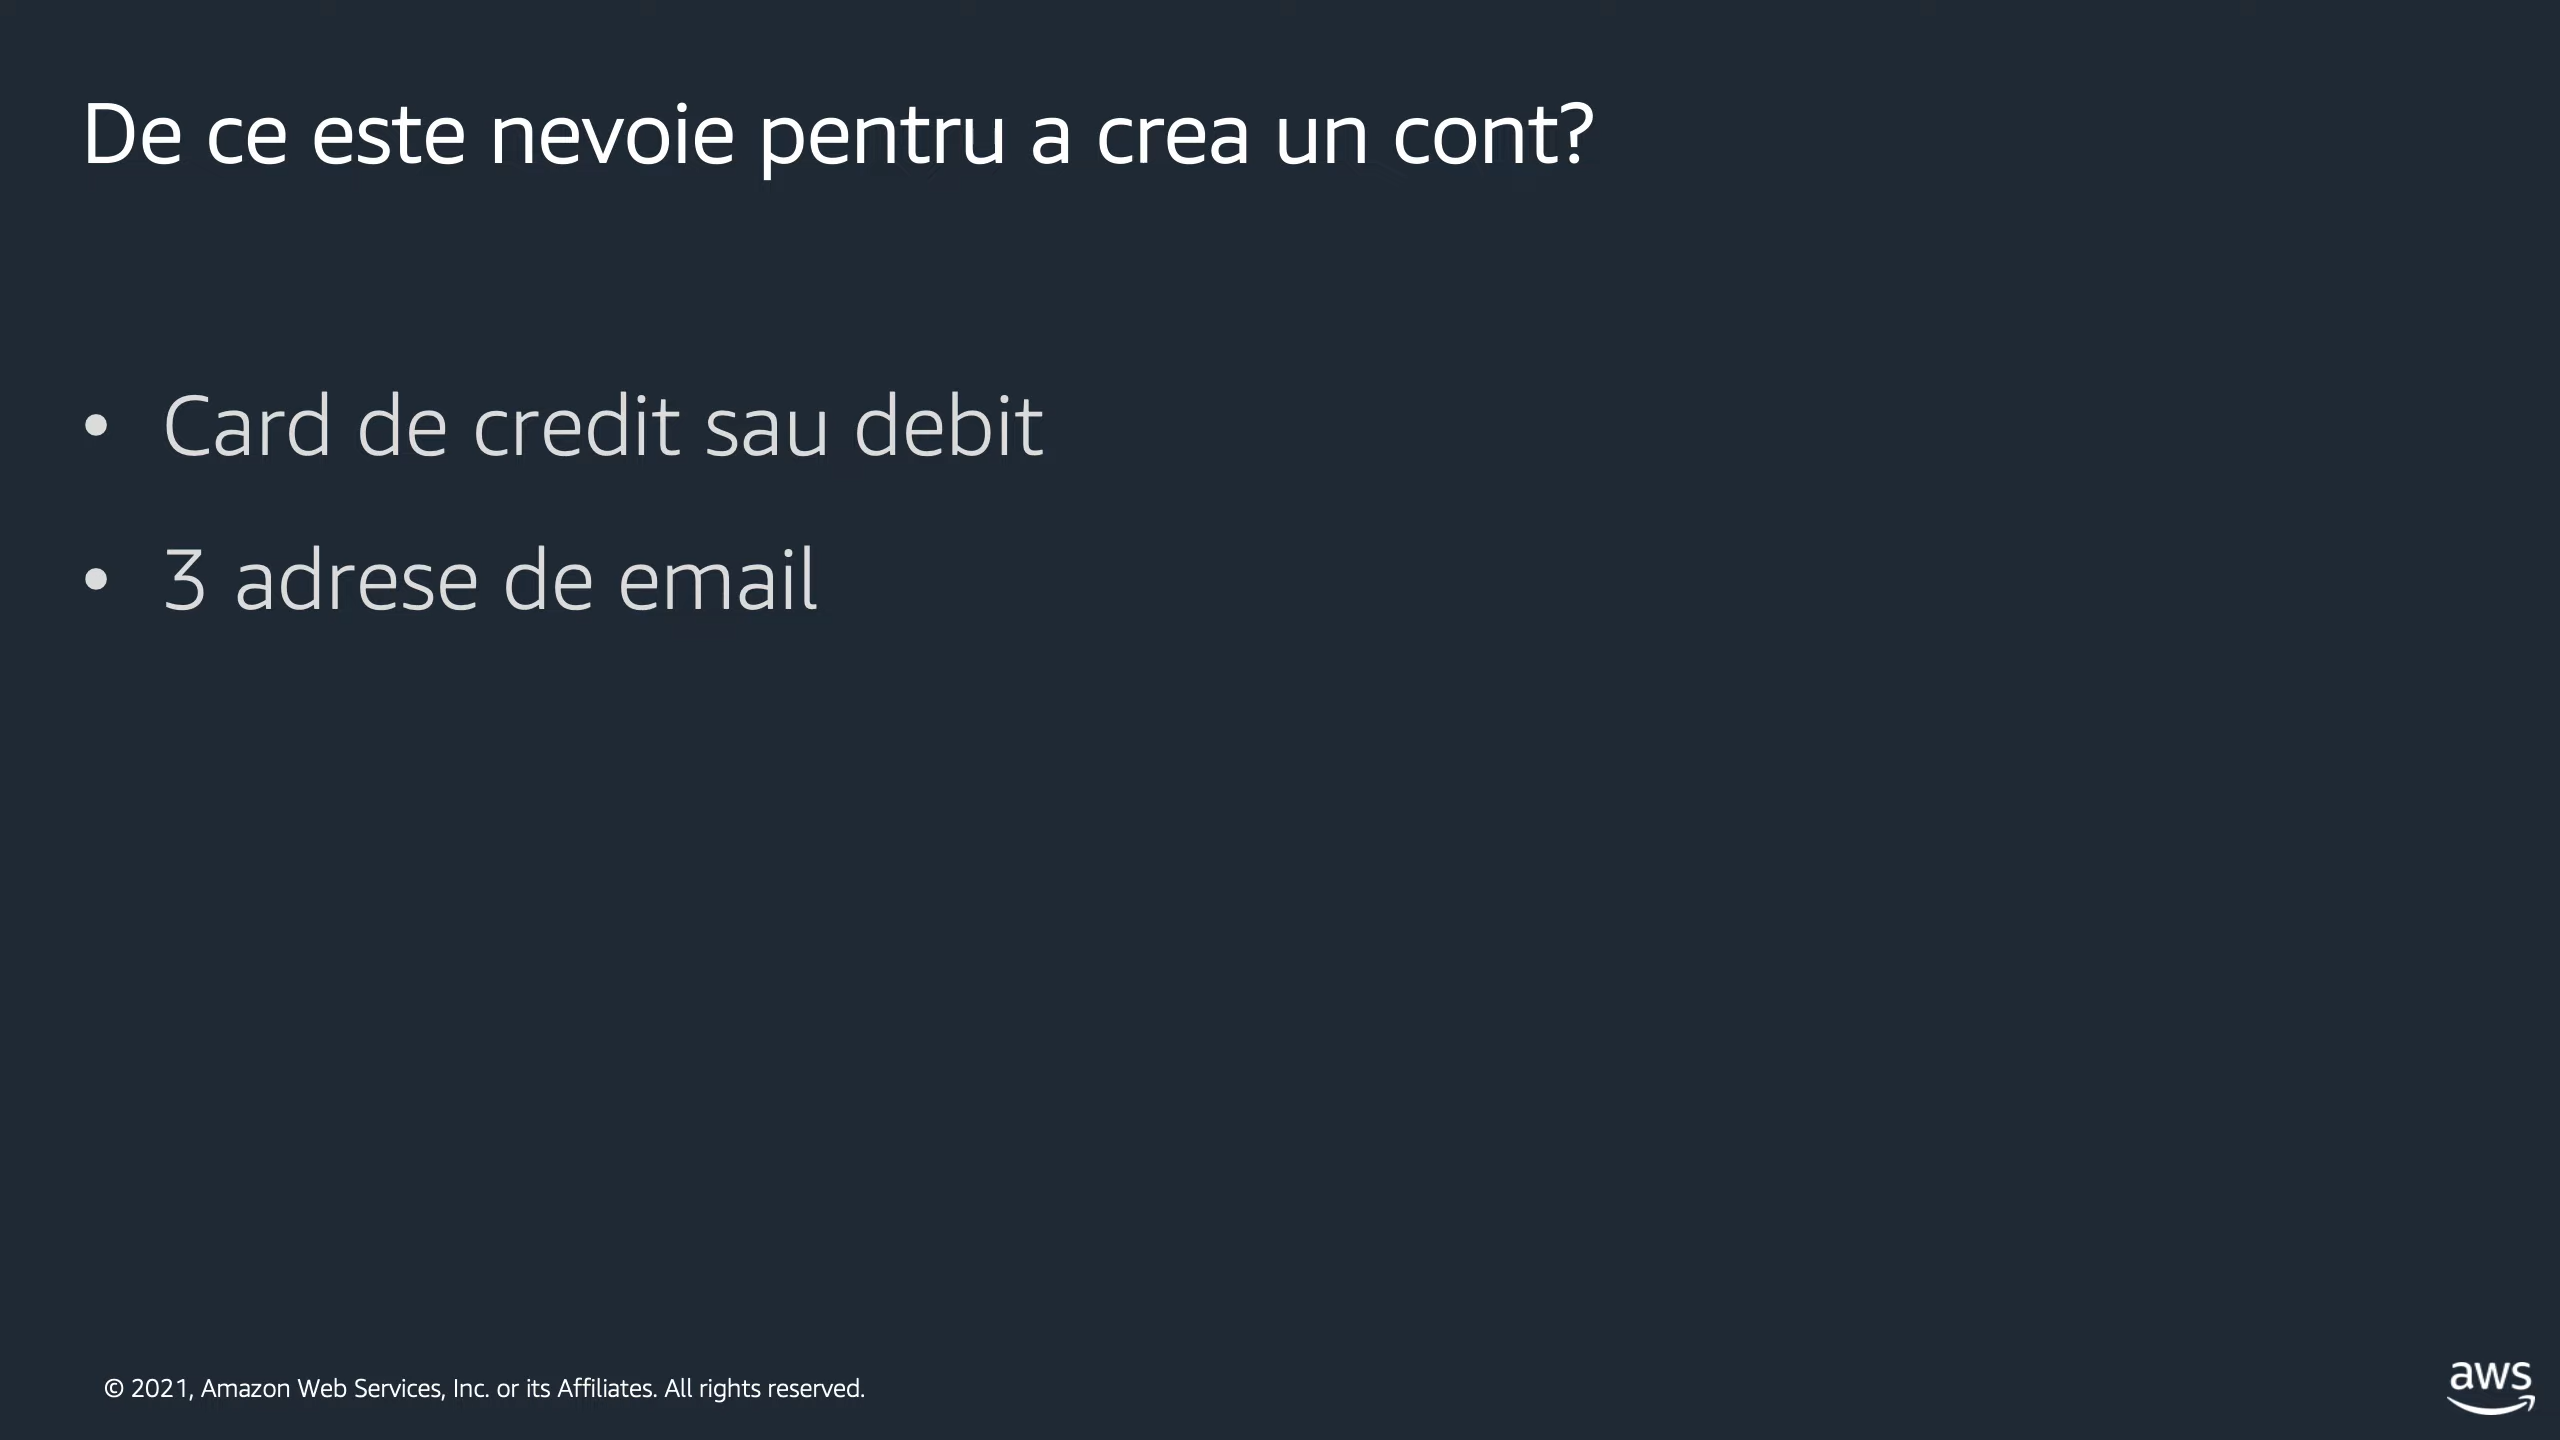 De ce este nevoie pentru a crea un cont?
• Card de credit sau debit
• 3 adrese de email
© 2021, Amazon Web Services, Inc. or its Affiliates. All rights reserved.
aws